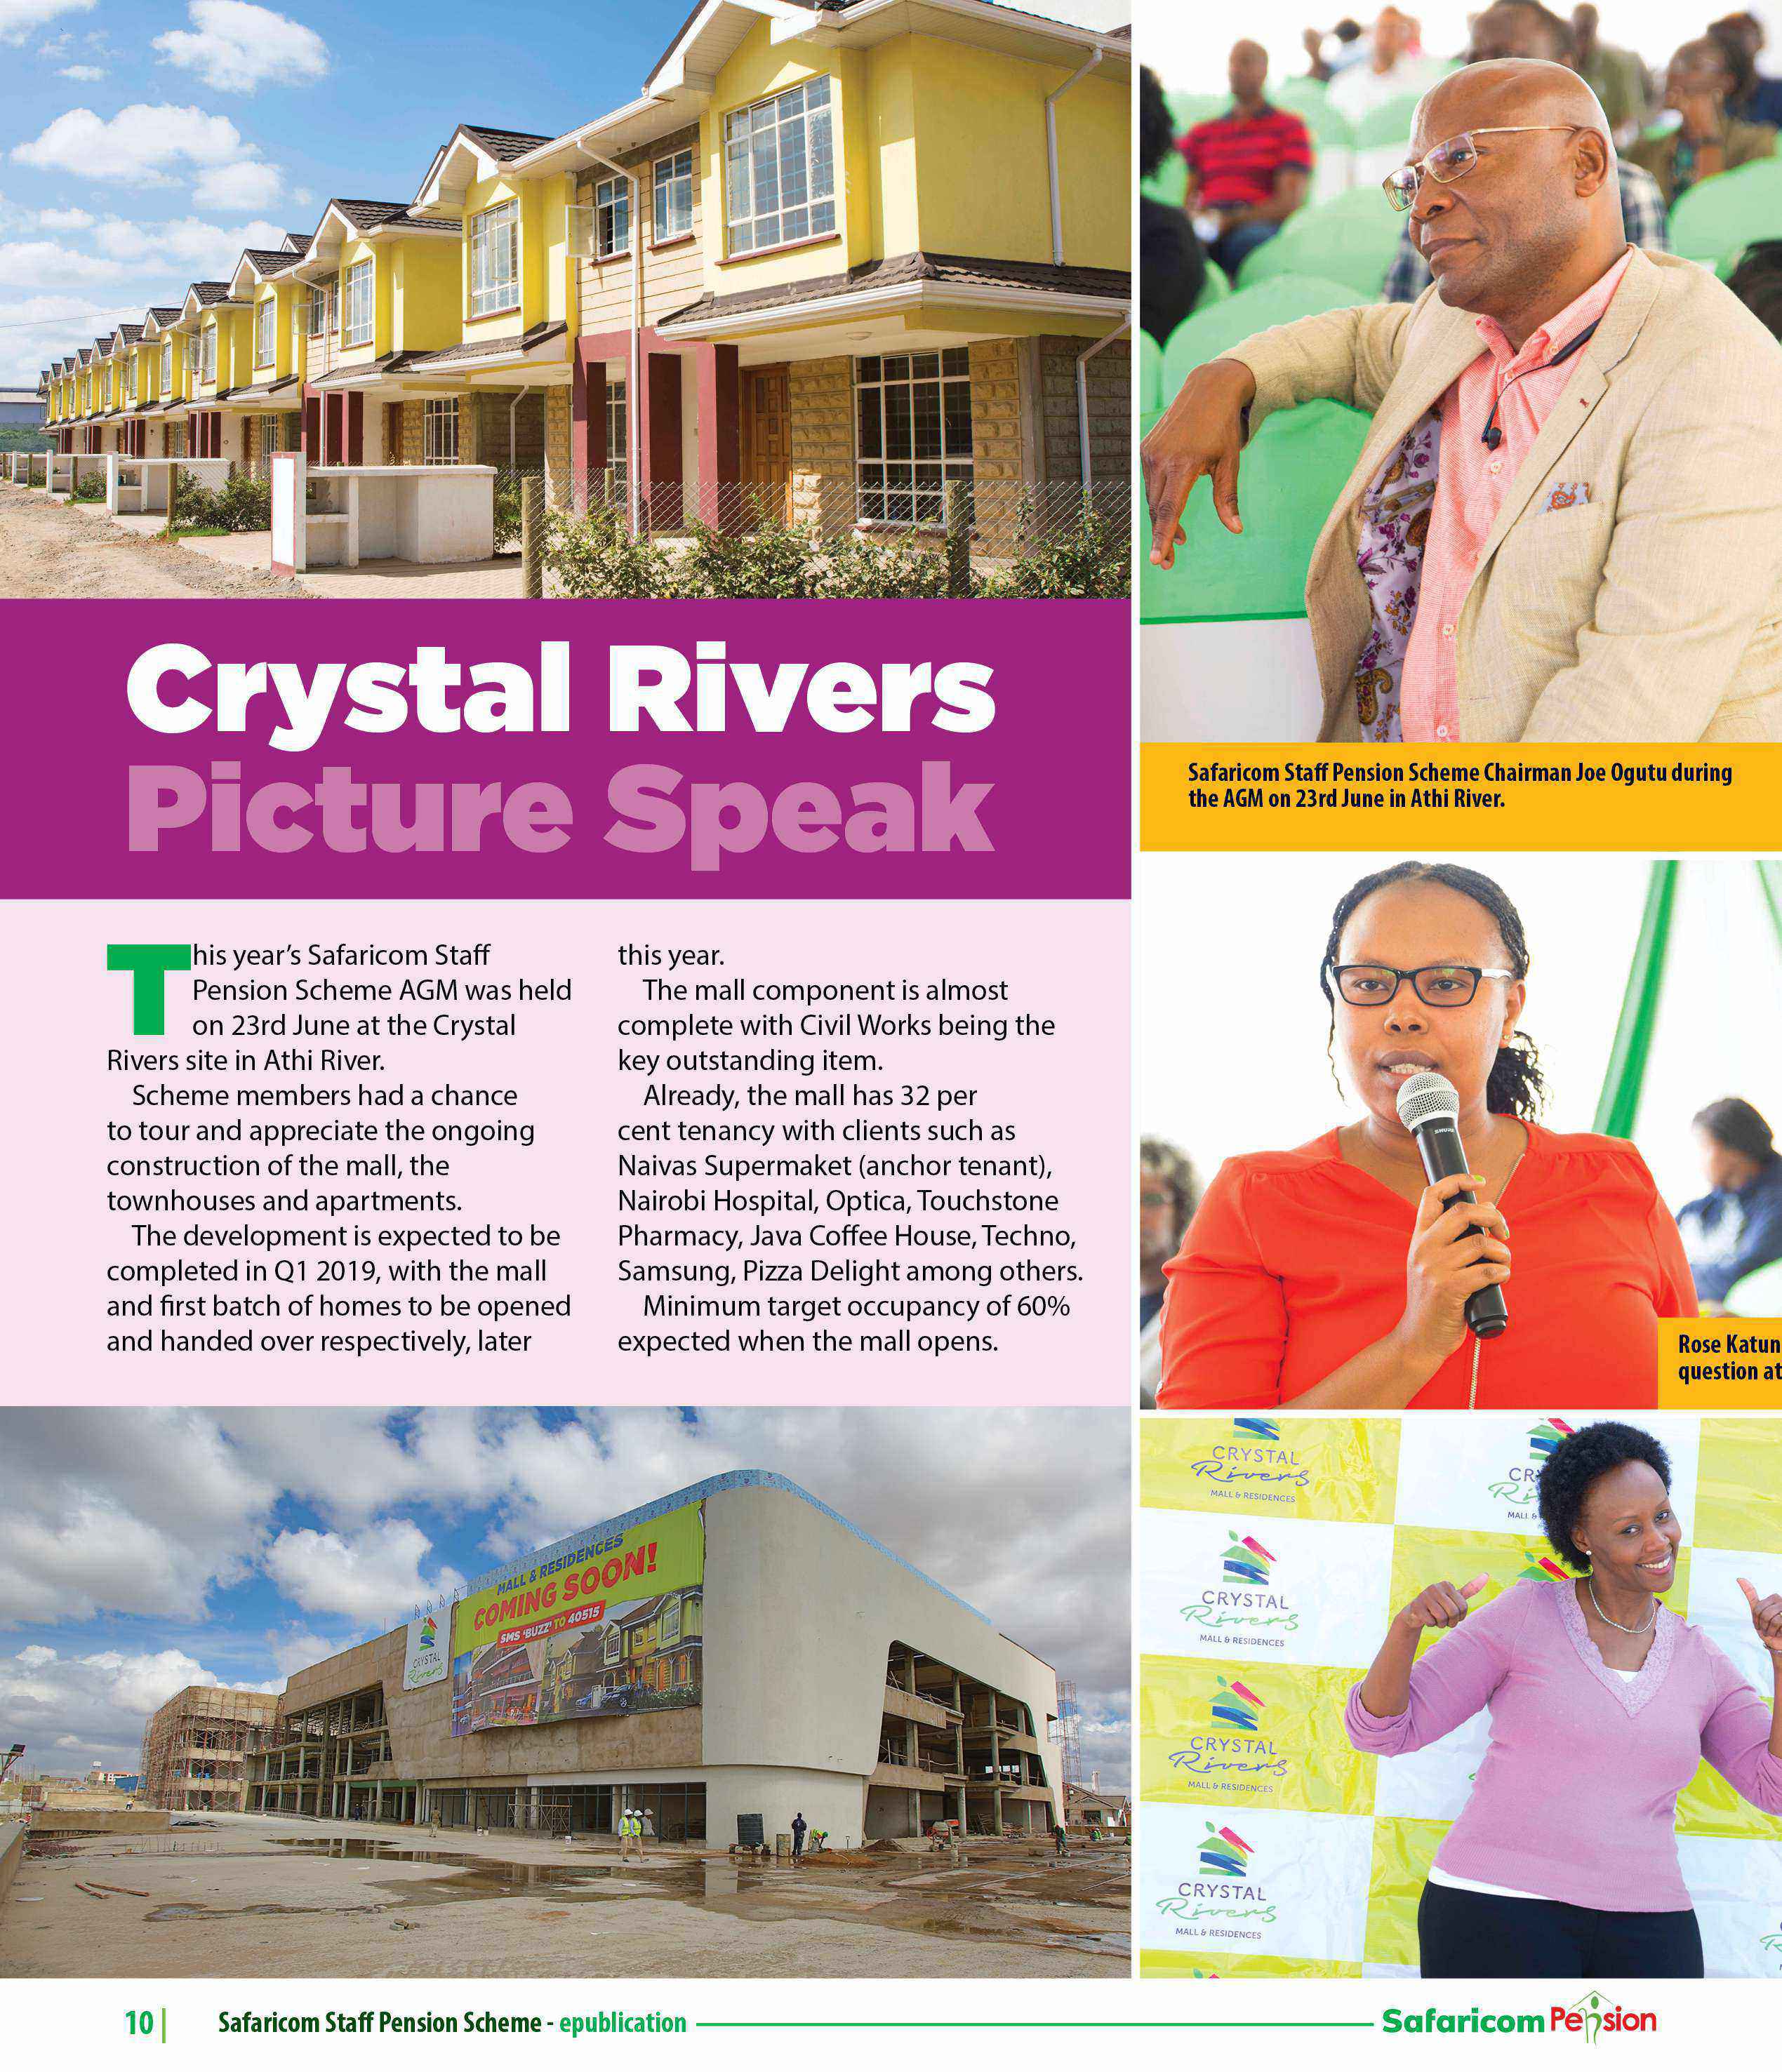 Crystal Rivers
Picture Speak
This year’s Safaricom Staff
Pension Scheme AGM was held
on 23rd June at the Crystal
Rivers site in Athi River.
Scheme members had a chance
to tour and appreciate the ongoing
construction of the mall, the
townhouses and apartments.
The development is expected to be
completed in Q1 2019, with the mall
and first batch of homes to be opened
and handed over respectively, later
this year.
The mall component is almost
complete with Civil Works being the
key outstanding item.
Already, the mall has 32 per
cent tenancy with clients such as
Naivas Supermaket (anchor tenant),
Nairobi Hospital, Optica, Touchstone
Pharmacy, Java Coffee House, Techno,
Samsung, Pizza Delight among others.
Minimum target occupancy of 60%
expected when the mall opens.
MALL & RESIDENCES
COMING SOON!
SMS ‘BUZZ’ TO 40515
CRYSTAL
Rivers
Safaricom Staff Pension Scheme Chairman Joe Ogutu during
the AGM on 23rd June in Athi River.
SHURE
Rose Katun
question at
CRYSTAL
Rivers
MALL & RESIDENCES
CR
Ri
MALL &
CRYSTAL
Rivers
MALL & RESIDENCES
CRYSTAL
Rivers
MALL & RESIDENCES
CRYSTAL
Rivers
MALL & RESIDENCES
10 |
Safaricom Staff Pension Scheme - epublication
Safaricom Pension